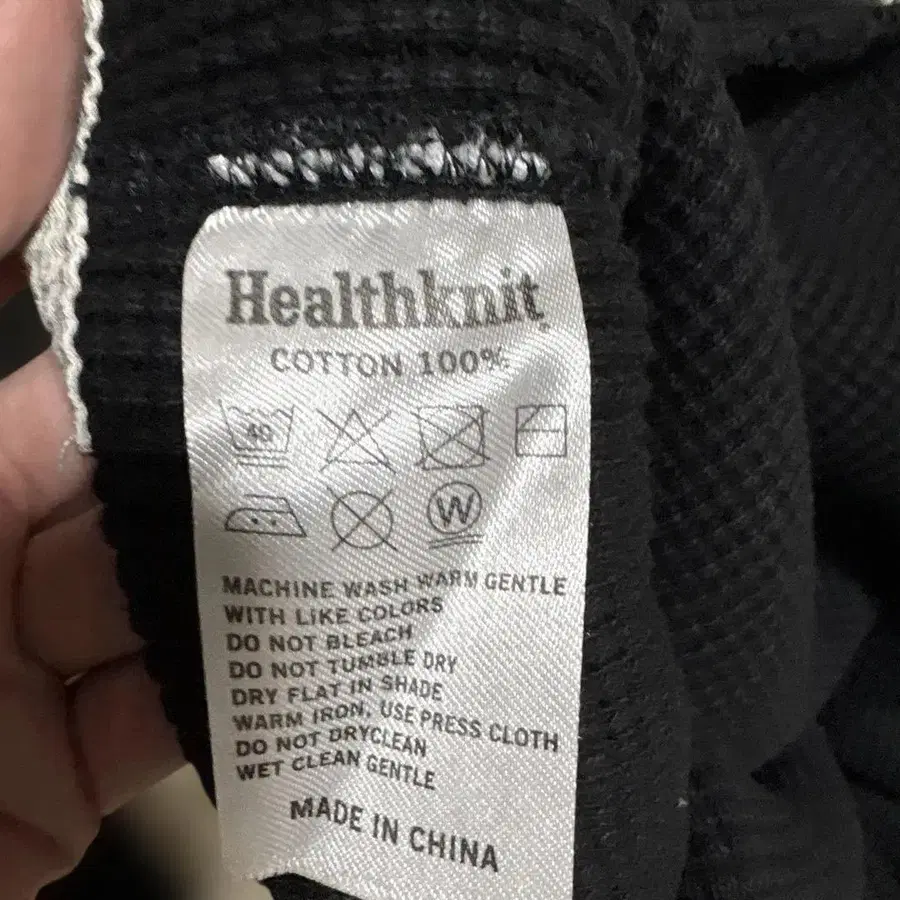 Healthknit
COTTON 100%
40
W
MACHINE WASH WARM GENTLE
WITH LIKE COLORS
DO NOT BLEACH
DO NOT TUMBLE DRY
DRY FLAT IN SHADE
WARM IRON, USE PRESS CLOTH
DO NOT DRYCLEAN
WET CLEAN GENTLE
MADE IN CHINA